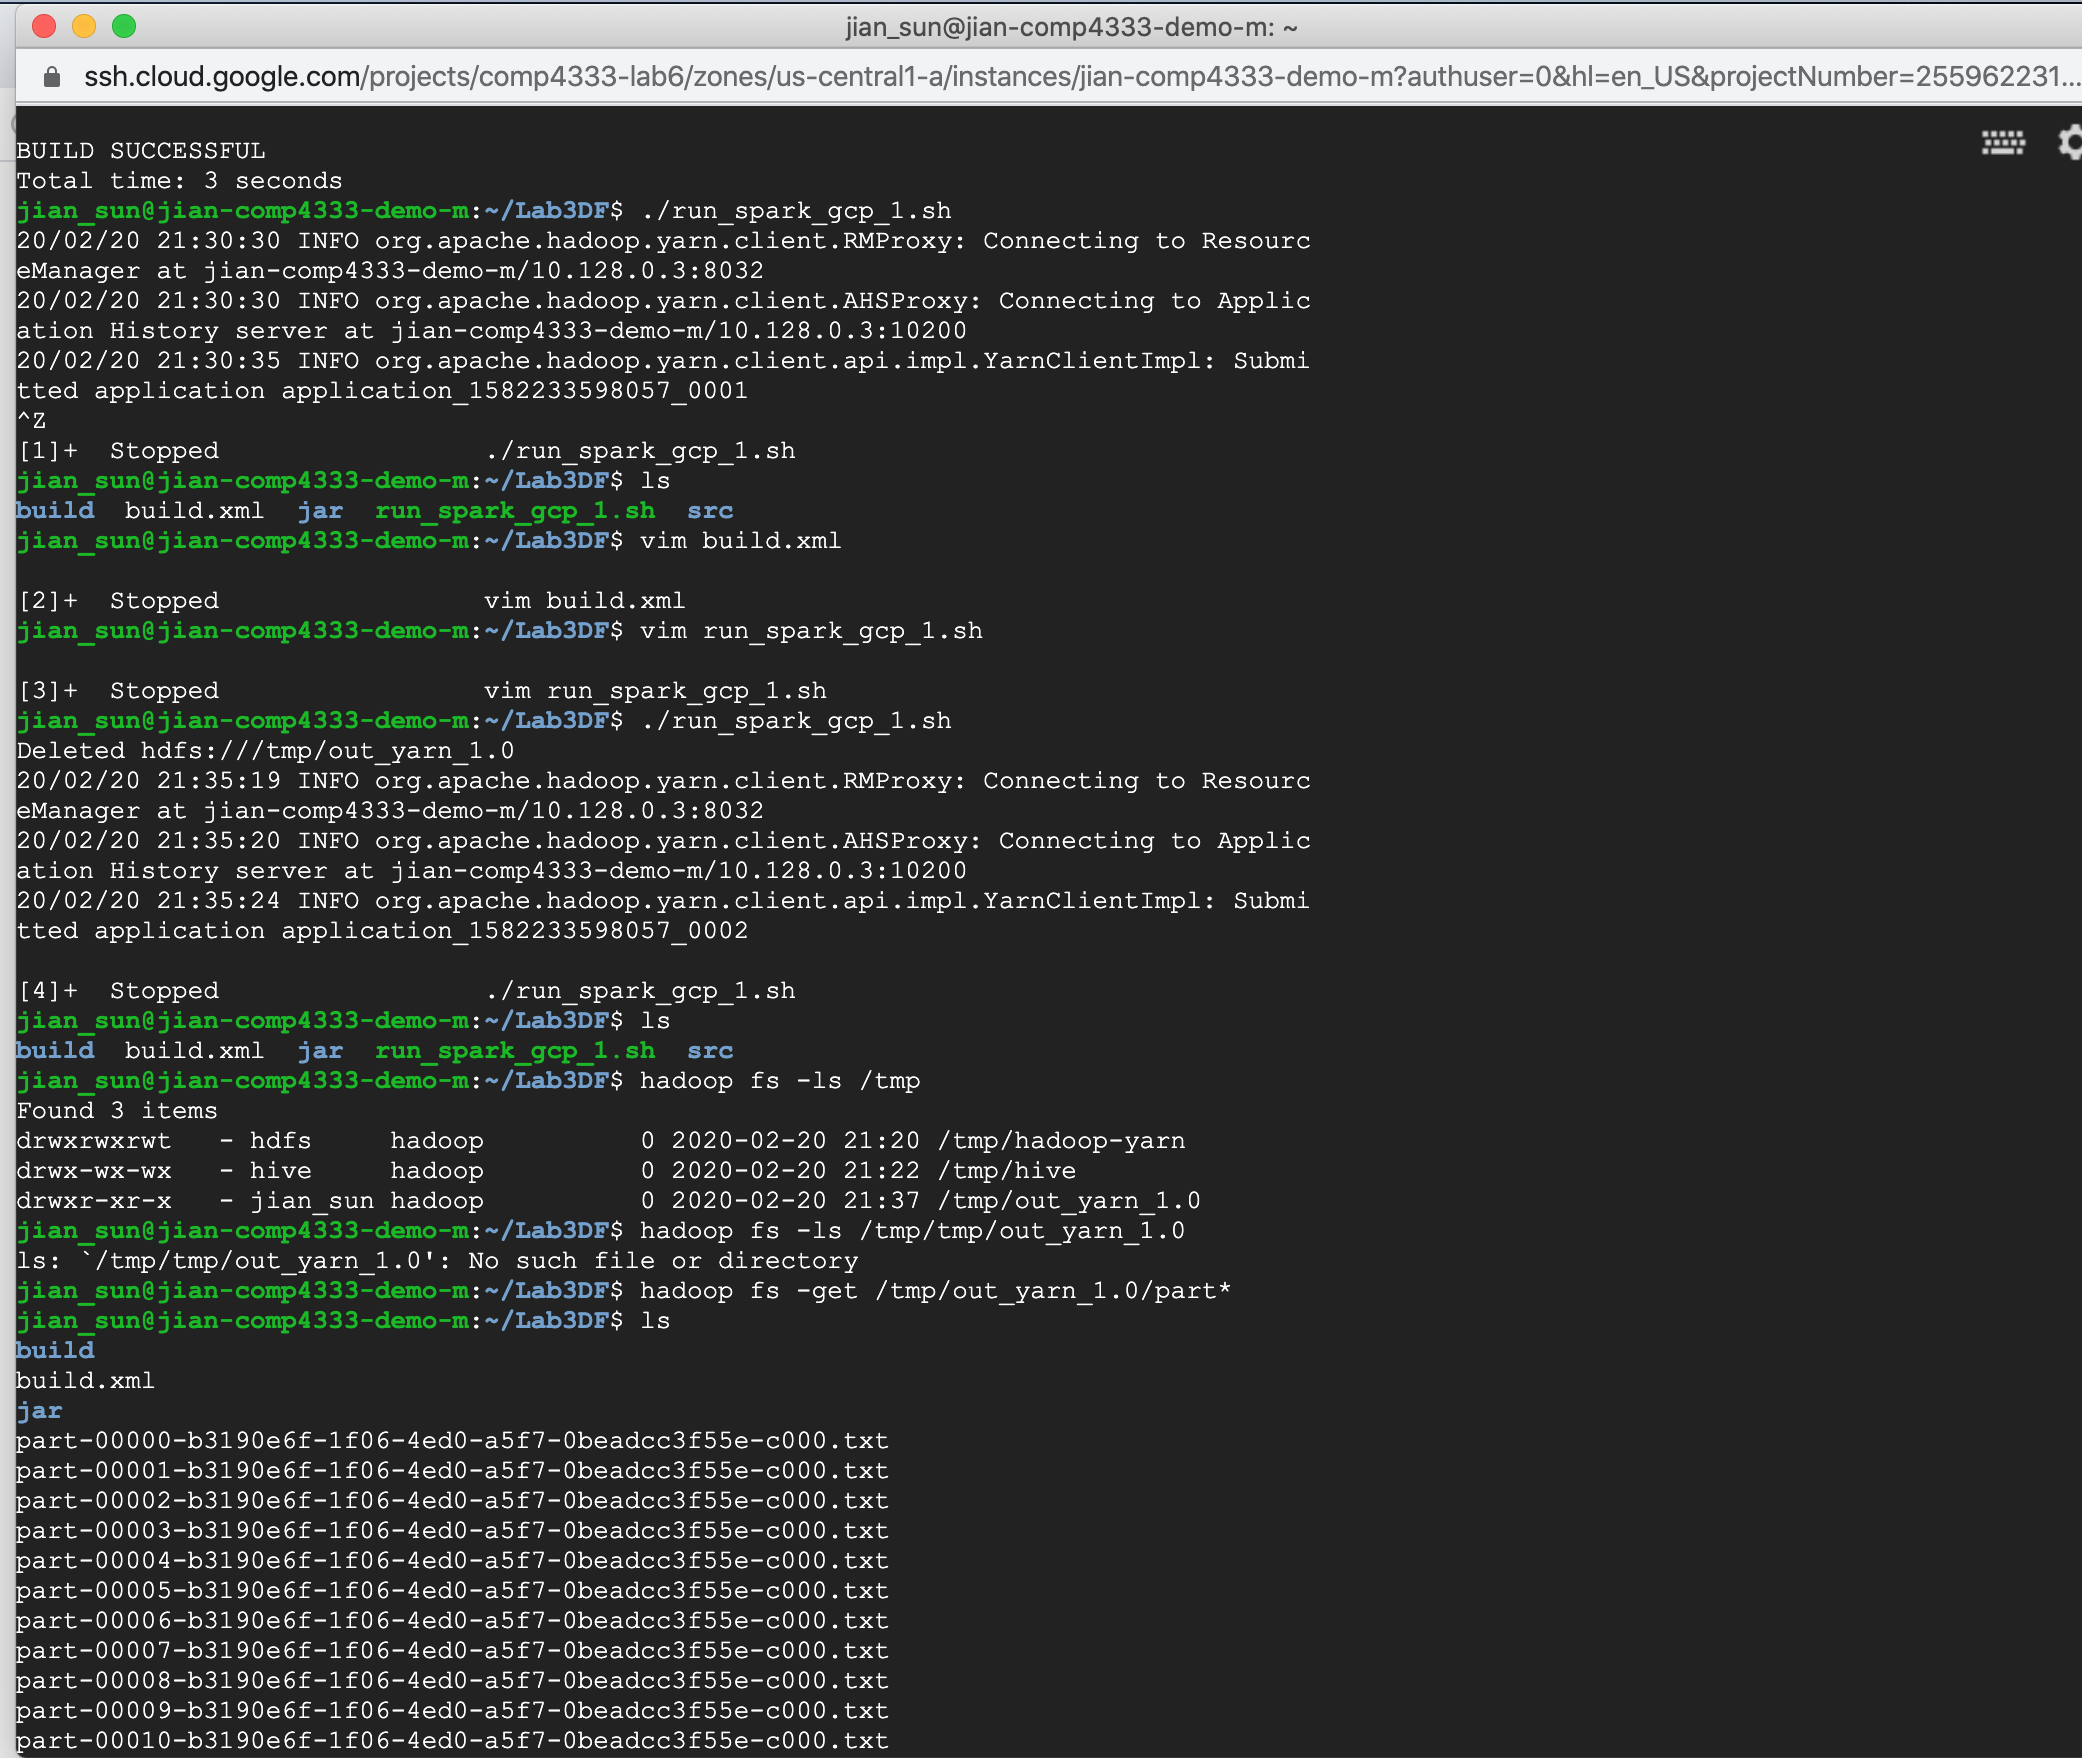 jian_sun@jian-comp4333-demo-m: ~
ssh.cloud.google.com/projects/comp4333-lab6/zones/us-central1-a/instances/jian-comp4333-demo-m?authuser=0&hl=en_US&projectNumber=255962231...
BUILD SUCCESSFUL
Total time: 3 seconds
jian_sun@jian-comp4333-demo-m:~/Lab3DF$ ./run_spark_gcp_1.sh
20/02/20 21:30:30 INFO org.apache.hadoop.yarn.client.RMProxy: Connecting to Resourc
eManager at jian-comp4333-demo-m/10.128.0.3:8032
20/02/20 21:30:30 INFO org.apache.hadoop.yarn.client.AHSProxy: Connecting to Applic
ation History server at jian-comp4333-demo-m/10.128.0.3:10200
20/02/20 21:30:35 INFO org.apache.hadoop.yarn.client.api.impl.YarnClientImpl: Submi
tted application application_1582233598057_0001
^Z
[1]+  Stopped                 ./run_spark_gcp_1.sh
jian_sun@jian-comp4333-demo-m:~/Lab3DF$ ls
build  build.xml  jar  run_spark_gcp_1.sh  src
jian_sun@jian-comp4333-demo-m:~/Lab3DF$ vim build.xml
[2]+  Stopped                 vim build.xml
jian_sun@jian-comp4333-demo-m:~/Lab3DF$ vim run_spark_gcp_1.sh
[3]+  Stopped                 vim run_spark_gcp_1.sh
jian_sun@jian-comp4333-demo-m:~/Lab3DF$ ./run_spark_gcp_1.sh
Deleted hdfs:///tmp/out_yarn_1.0
20/02/20 21:35:19 INFO org.apache.hadoop.yarn.client.RMProxy: Connecting to Resourc
eManager at jian-comp4333-demo-m/10.128.0.3:8032
20/02/20 21:35:20 INFO org.apache.hadoop.yarn.client.AHSProxy: Connecting to Applic
ation History server at jian-comp4333-demo-m/10.128.0.3:10200
20/02/20 21:35:24 INFO org.apache.hadoop.yarn.client.api.impl.YarnClientImpl: Submi
tted application application_1582233598057_0002
[4]+  Stopped                 ./run_spark_gcp_1.sh
jian_sun@jian-comp4333-demo-m:~/Lab3DF$ ls
build  build.xml  jar  run_spark_gcp_1.sh  src
jian_sun@jian-comp4333-demo-m:~/Lab3DF$ hadoop fs -ls /tmp
Found 3 items
drwxrwxrwt   - hdfs     hadoop          0 2020-02-20 21:20 /tmp/hadoop-yarn
drwx-wx-wx   - hive     hadoop          0 2020-02-20 21:22 /tmp/hive
drwxr-xr-x   - jian_sun hadoop          0 2020-02-20 21:37 /tmp/out_yarn_1.0
jian_sun@jian-comp4333-demo-m:~/Lab3DF$ hadoop fs -ls /tmp/tmp/out_yarn_1.0
ls: `/tmp/tmp/out_yarn_1.0': No such file or directory
jian_sun@jian-comp4333-demo-m:~/Lab3DF$ hadoop fs -get /tmp/out_yarn_1.0/part*
jian_sun@jian-comp4333-demo-m:~/Lab3DF$ ls
build
build.xml
jar
part-00000-b3190e6f-1f06-4ed0-a5f7-0beadcc3f55e-c000.txt
part-00001-b3190e6f-1f06-4ed0-a5f7-0beadcc3f55e-c000.txt
part-00002-b3190e6f-1f06-4ed0-a5f7-0beadcc3f55e-c000.txt
part-00003-b3190e6f-1f06-4ed0-a5f7-0beadcc3f55e-c000.txt
part-00004-b3190e6f-1f06-4ed0-a5f7-0beadcc3f55e-c000.txt
part-00005-b3190e6f-1f06-4ed0-a5f7-0beadcc3f55e-c000.txt
part-00006-b3190e6f-1f06-4ed0-a5f7-0beadcc3f55e-c000.txt
part-00007-b3190e6f-1f06-4ed0-a5f7-0beadcc3f55e-c000.txt
part-00008-b3190e6f-1f06-4ed0-a5f7-0beadcc3f55e-c000.txt
part-00009-b3190e6f-1f06-4ed0-a5f7-0beadcc3f55e-c000.txt
part-00010-b3190e6f-1f06-4ed0-a5f7-0beadcc3f55e-c000.txt